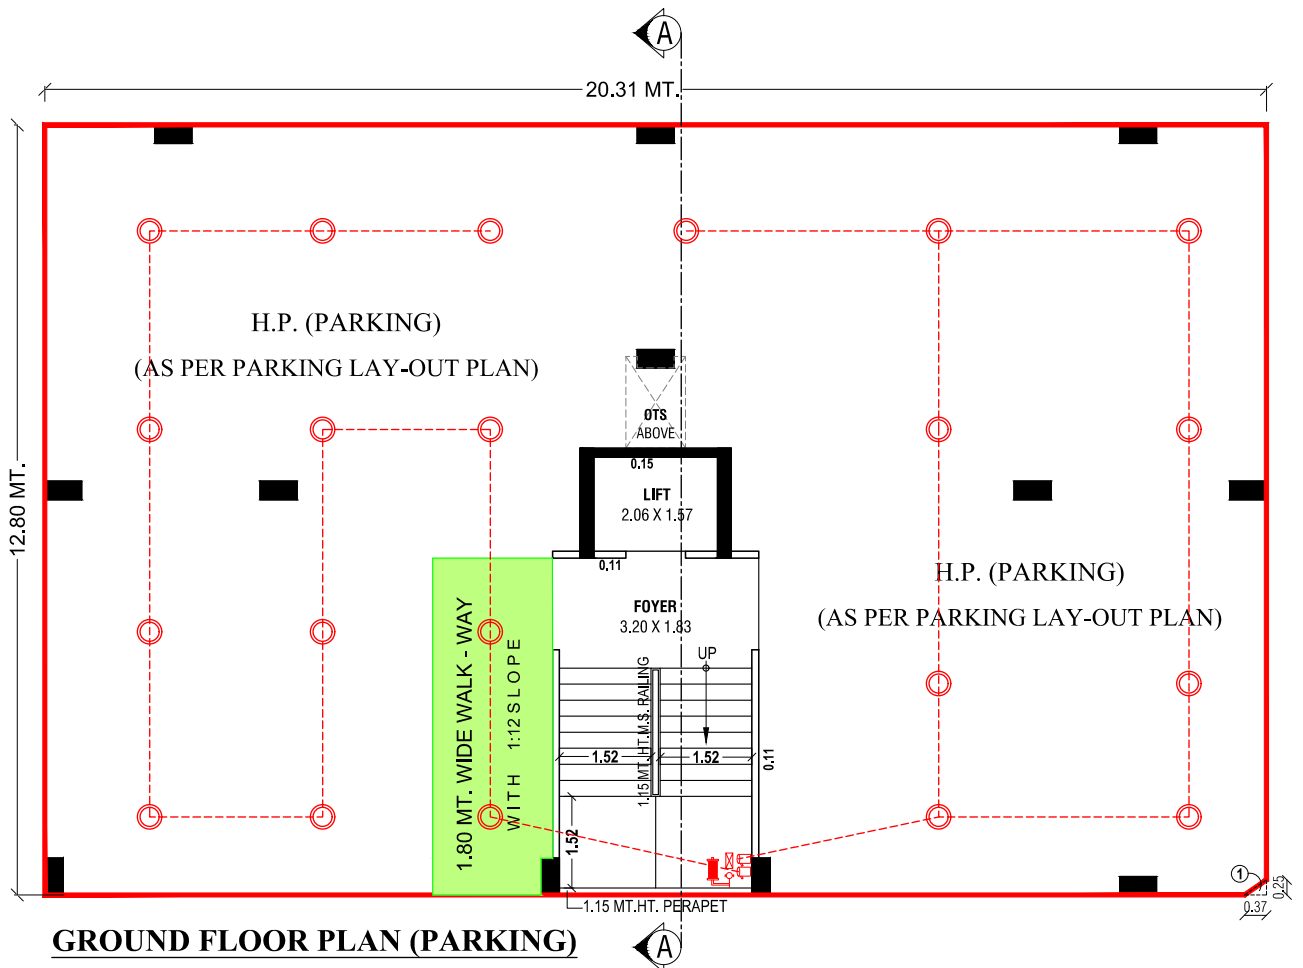 A
20.31 MT.
12.80 MT.
H.P. (PARKING)
(AS PER PARKING LAY-OUT PLAN)
OTS
ABOVE
0.15
LIFT
2.06 X 1.57
0.11
FOYER
3.20 X 1.83
H.P. (PARKING)
(AS PER PARKING LAY-OUT PLAN)
UP
1.80 MT. WIDE WALK - WAY
WITH 1:12 SLOPE
1.15 MT. HT. M.S. RAILING
1.52
1.52
0.11
1.52
1
0.25
0.37
1.15 MT.HT. PERAPET
GROUND FLOOR PLAN (PARKING)
A